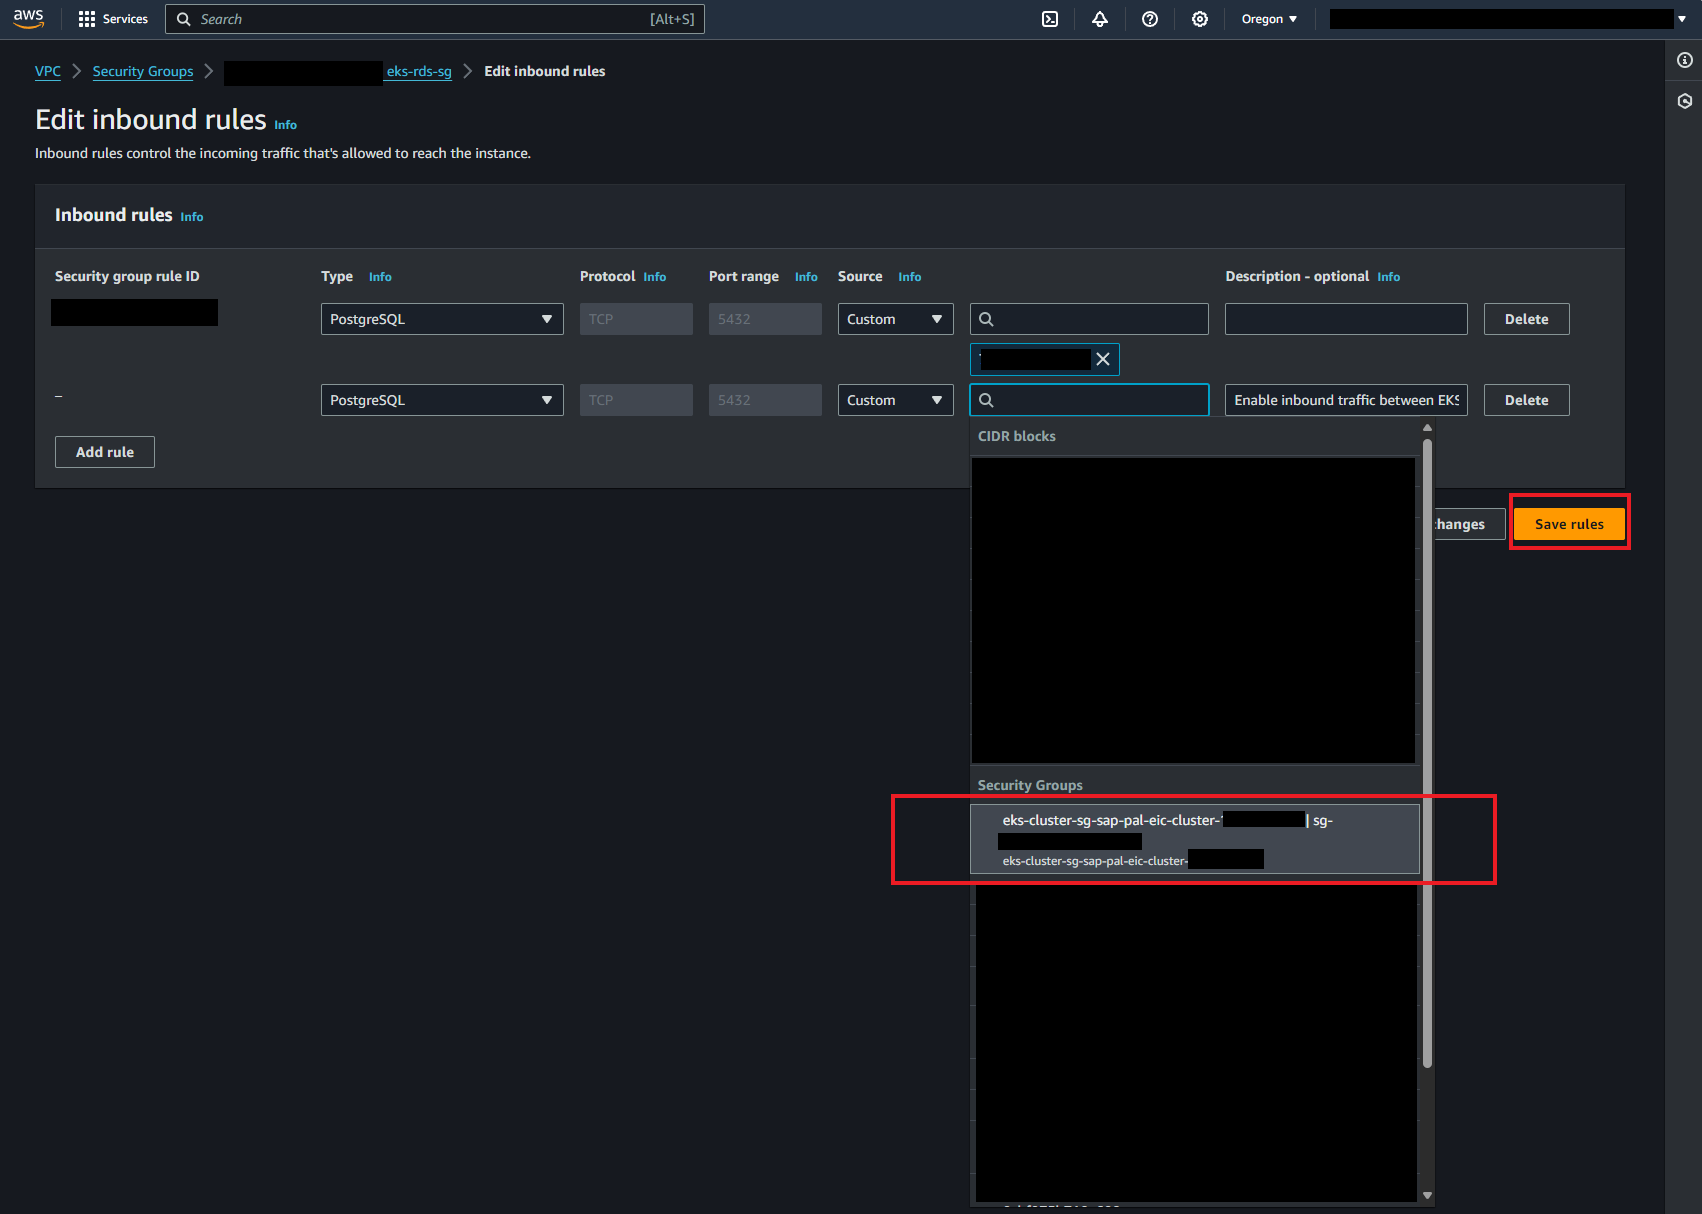 aws
Services
Search
[Alt+S]
Oregon
VPC
Security Groups
eks-rds-sg
Edit inbound rules
Edit inbound rules Info
Inbound rules control the incoming traffic that's allowed to reach the instance.
Inbound rules Info
Security group rule ID
Type Info
Protocol Info
Port range Info
Source Info
Description - optional Info
PostgreSQL
TCP
5432
Custom
Delete
–
PostgreSQL
TCP
5432
Custom
Enable inbound traffic between EKS
Delete
Add rule
CIDR blocks
changes
Save rules
Security Groups
eks-cluster-sg-sap-pal-eic-cluster- | sg-
eks-cluster-sg-sap-pal-eic-cluster-